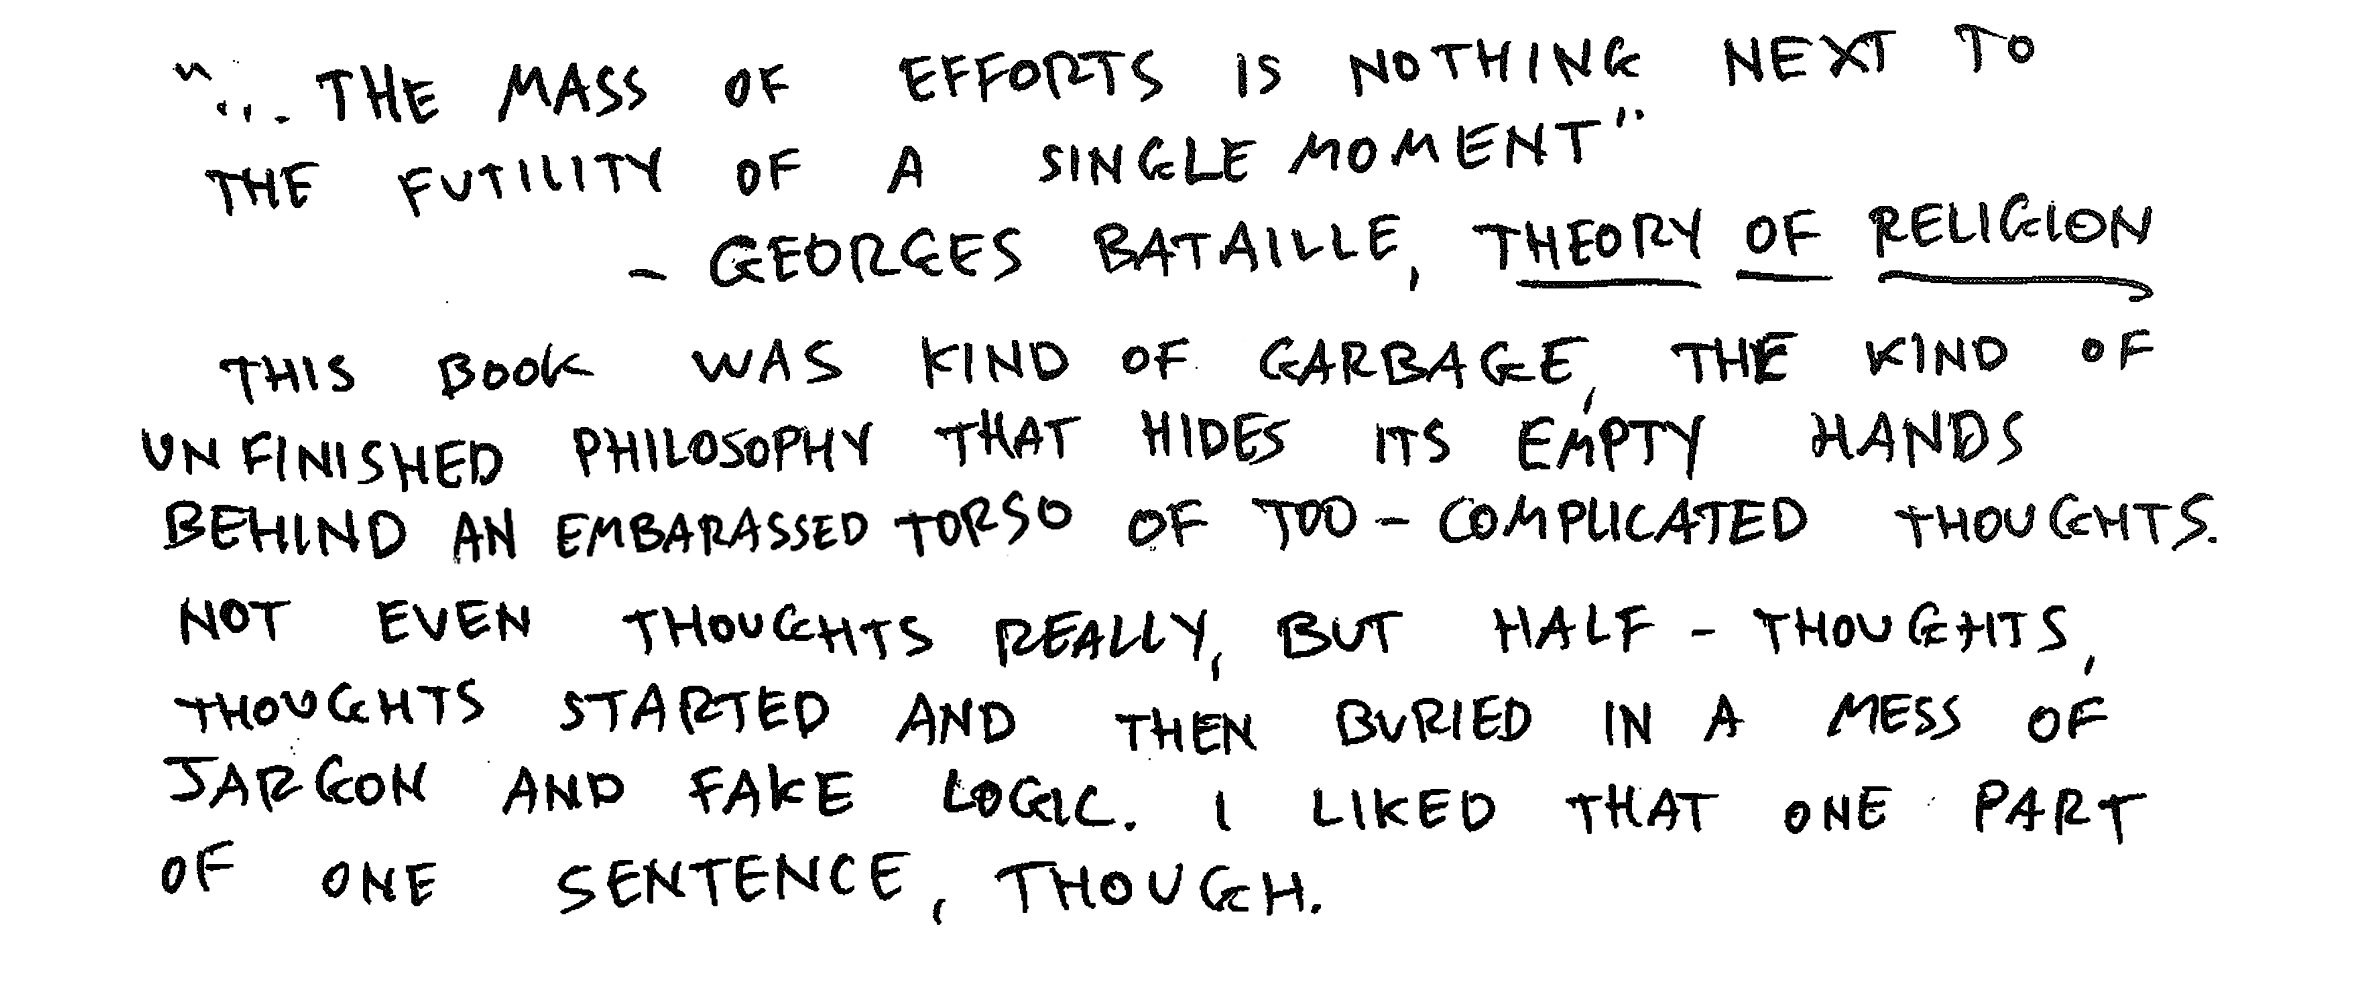 "... THE MASS OF EFFORTS IS NOTHING NEXT TO
THE FUTILITY OF A SINGLE MOMENT"
- GEORGES BATAILLE, THEORY OF RELIGION
THIS BOOK WAS KIND OF GARBAGE, THE KIND OF
UNFINISHED PHILOSOPHY THAT HIDES ITS EMPTY HANDS
BEHIND AN EMBARASSED TORSO OF TOO-COMPLICATED THOUGHTS.
NOT EVEN THOUGHTS REALLY, BUT HALF-THOUGHTS,
THOUGHTS STARTED AND THEN BURIED IN A MESS OF
JARGON AND FAKE LOGIC. I LIKED THAT ONE PART
OF ONE SENTENCE, THOUGH.